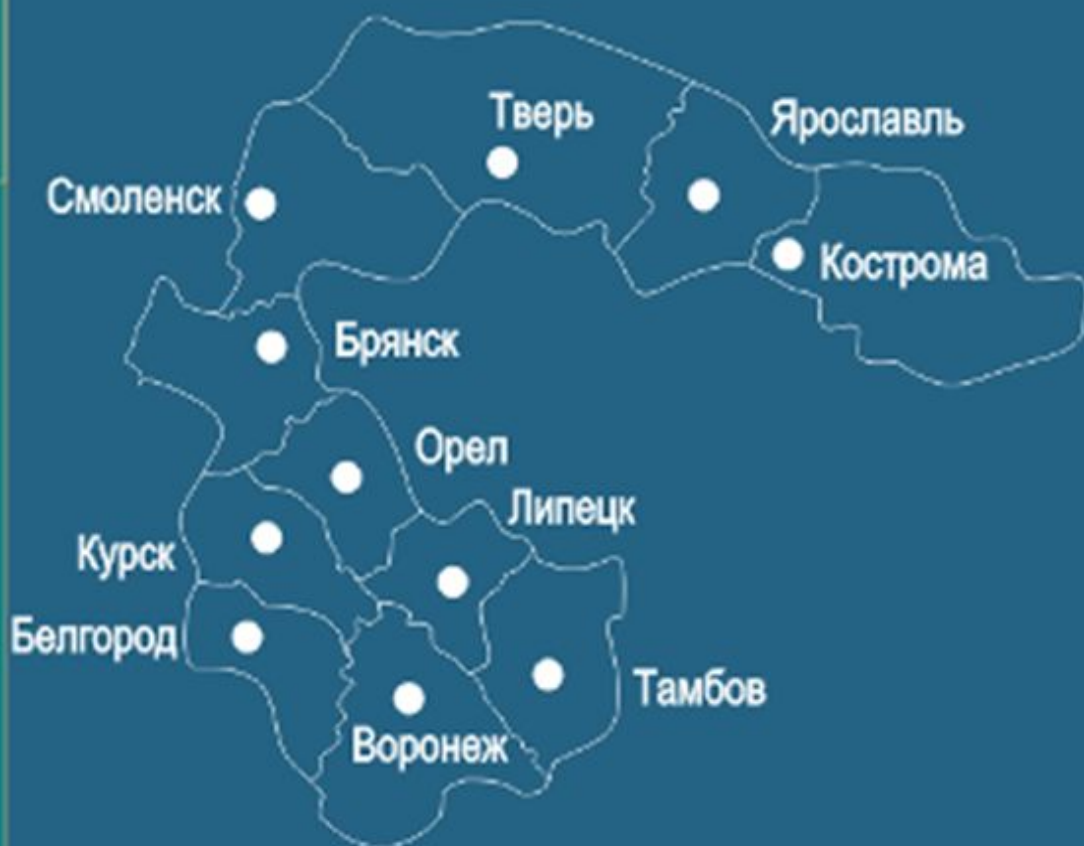 Тверь
Ярославль
Смоленск
Кострома
Брянск
Орел
Липецк
Курск
Белгород
Тамбов
Воронеж